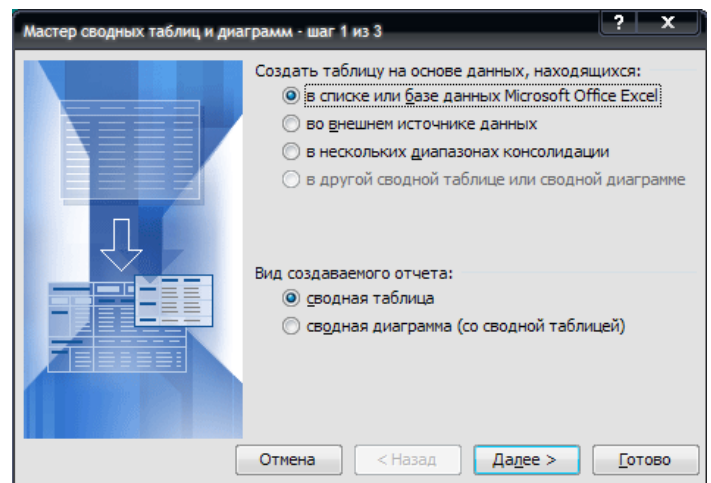 Мастер сводных таблиц и диаграмм - шаг 1 из 3
? x
Создать таблицу на основе данных, находящихся:
в списке или базе данных Microsoft Office Excel
во внешнем источнике данных
в нескольких диапазонах консолидации
в другой сводной таблице или сводной диаграмме
Вид создаваемого отчета:
сводная таблица
сводная диаграмма (со сводной таблицей)
Отмена < Назад Далее > Готово